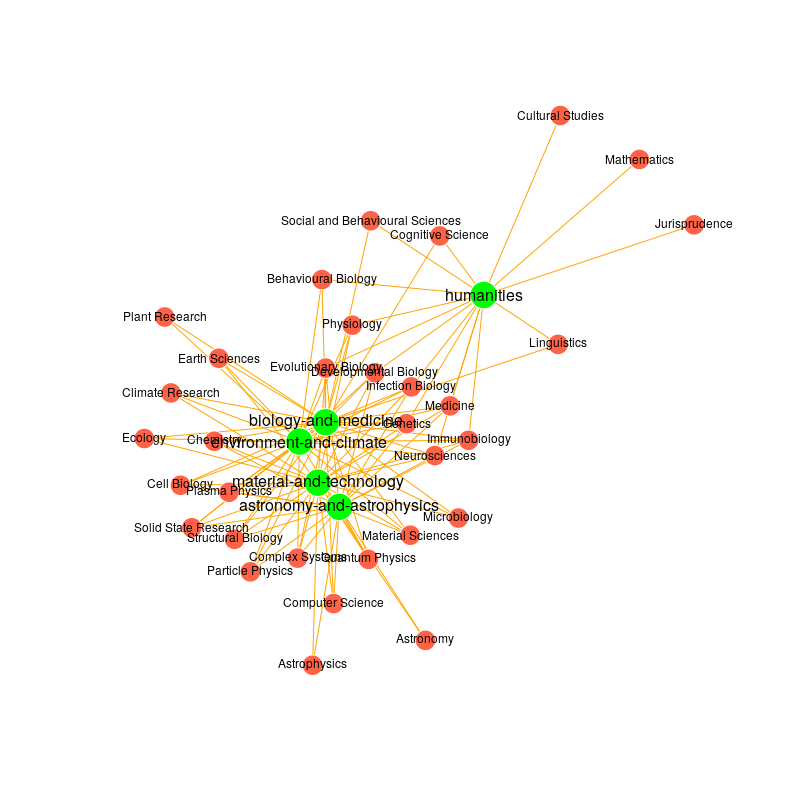 Cultural Studies
Mathematics
Social and Behavioural Sciences
Jurisprudence
Cognitive Science
Behavioural Biology
humanities
Plant Research
Physiology
Linguistics
Earth Sciences
Evolutionary Biology
Developmental Biology
Infection Biology
Climate Research
Medicine
biology-and-medicine
Genetics
Ecology
Chemistry
environment-and-climate
Immunobiology
Neurosciences
Cell Biology
Plasma Physics
material-and-technology
astronomy-and-astrophysics
Microbiology
Solid State Research
Structural Biology
Material Sciences
Complex Systems
Quantum Physics
Particle Physics
Computer Science
Astronomy
Astrophysics